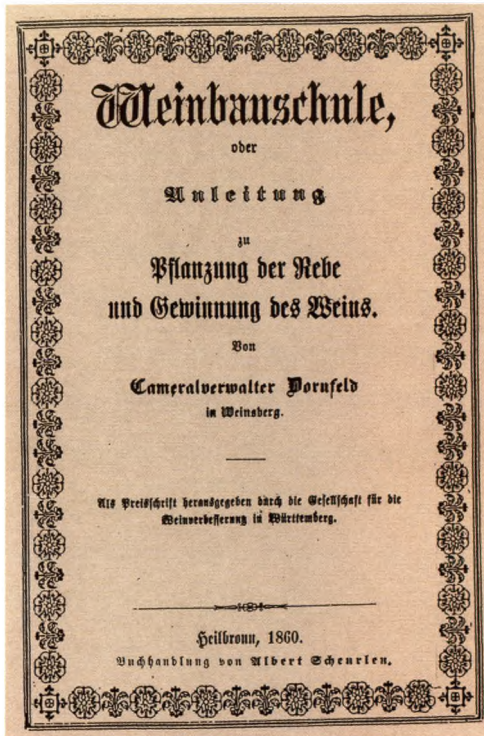 Weinbauschule,
oder
Anleitung
zu
Pflanzung der Rebe
und Gewinnung des Weins.
Von
Cameralverwalter Dornfeld
in Weinsberg.
Als Preisschrift herausgegeben durch die Gesellschaft für die
Weinverbesserung in Württemberg.
Heilbronn, 1860.
Buchhandlung von Albert Scheurlen.